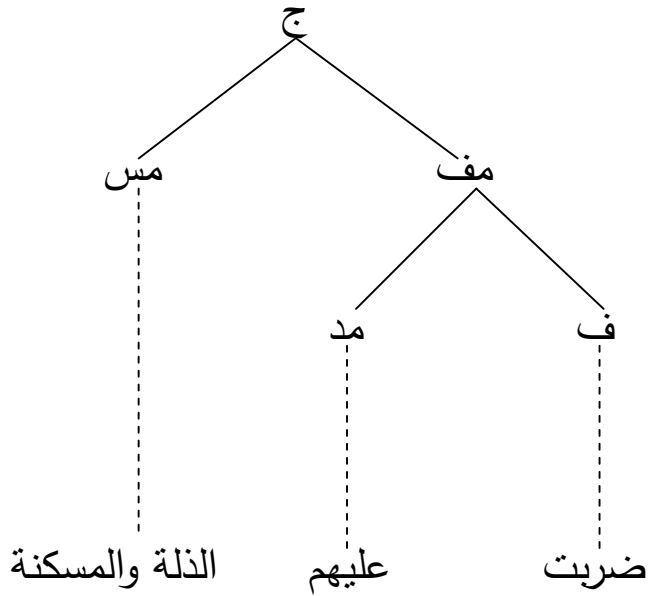 ج
مف مس
ف مد
ضربت عليهم الذلة والمسكنة